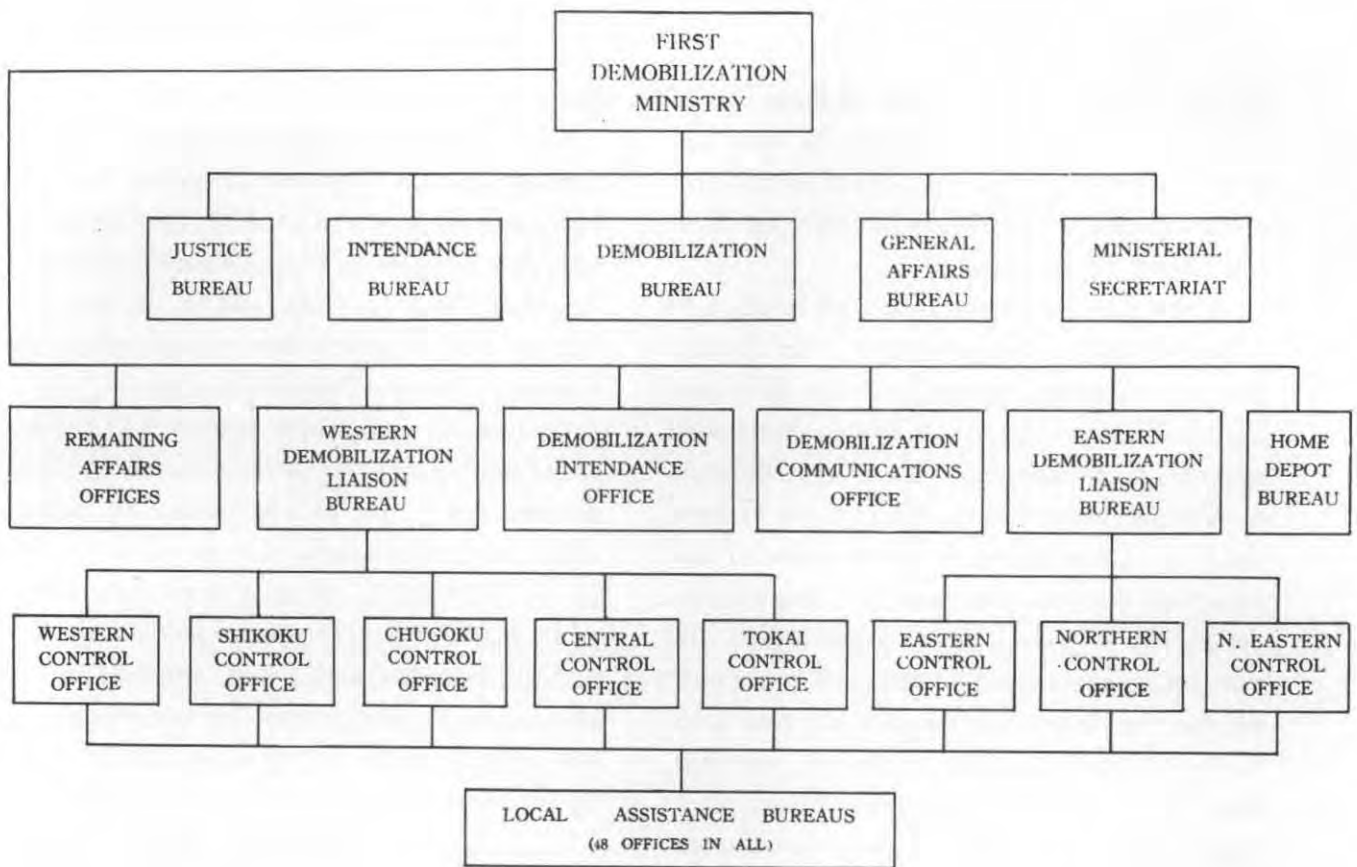 FIRST
DEMOBILIZATION
MINISTRY
JUSTICE
BUREAU
INTENDANCE
BUREAU
DEMOBILIZATION
BUREAU
GENERAL
AFFAIRS
BUREAU
MINISTERIAL
SECRETARIAT
REMAINING
AFFAIRS
OFFICES
WESTERN
DEMOBILIZATION
LIAISON
BUREAU
DEMOBILIZATION
INTENDANCE
OFFICE
DEMOBILIZATION
COMMUNICATIONS
OFFICE
EASTERN
DEMOBILIZATION
LIAISON
BUREAU
HOME
DEPOT
BUREAU
WESTERN
CONTROL
OFFICE
SHIKOKU
CONTROL
OFFICE
CHUGOKU
CONTROL
OFFICE
CENTRAL
CONTROL
OFFICE
TOKAI
CONTROL
OFFICE
EASTERN
CONTROL
OFFICE
NORTHERN
CONTROL
OFFICE
N. EASTERN
CONTROL
OFFICE
LOCAL ASSISTANCE BUREAUS
(48 OFFICES IN ALL)